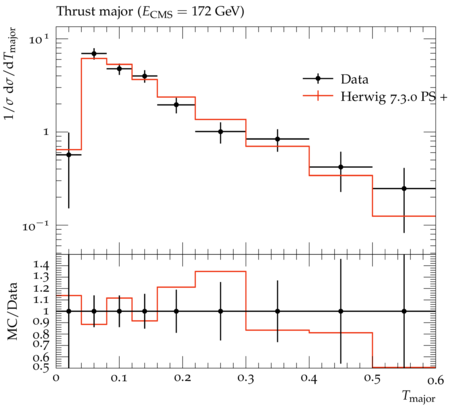 Thrust major (E_CMS = 172 GeV)
1/σ dσ/dT_major
10¹
1
10⁻¹
Data
Herwig 7.3.0 PS +
MC/Data
1.4
1.3
1.2
1.1
1
0.9
0.8
0.7
0.6
0.5
0 0.1 0.2 0.3 0.4 0.5 0.6
T_major